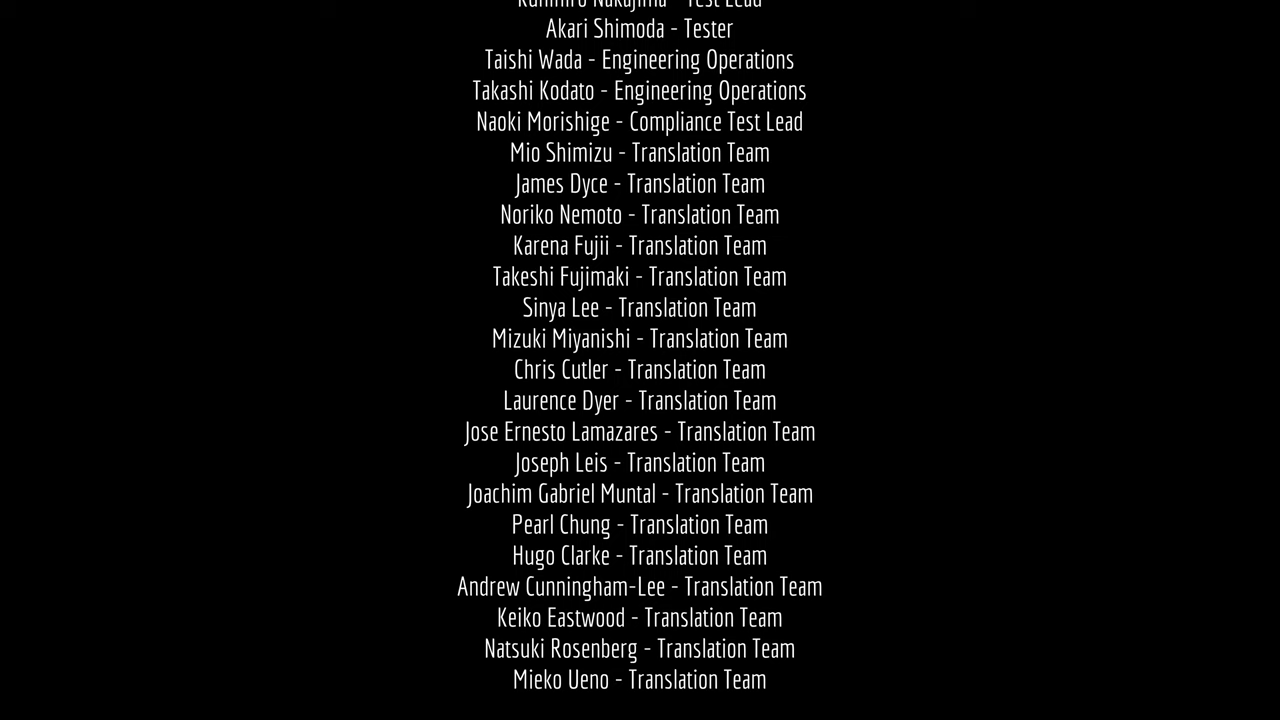 Kunihiro Nakajima - Test Lead
Akari Shimoda - Tester
Taishi Wada - Engineering Operations
Takashi Kodato - Engineering Operations
Naoki Morishige - Compliance Test Lead
Mio Shimizu - Translation Team
James Dyce - Translation Team
Noriko Nemoto - Translation Team
Karena Fujii - Translation Team
Takeshi Fujimaki - Translation Team
Sinya Lee - Translation Team
Mizuki Miyanishi - Translation Team
Chris Cutler - Translation Team
Laurence Dyer - Translation Team
Jose Ernesto Lamazares - Translation Team
Joseph Leis - Translation Team
Joachim Gabriel Muntal - Translation Team
Pearl Chung - Translation Team
Hugo Clarke - Translation Team
Andrew Cunningham-Lee - Translation Team
Keiko Eastwood - Translation Team
Natsuki Rosenberg - Translation Team
Mieko Ueno - Translation Team